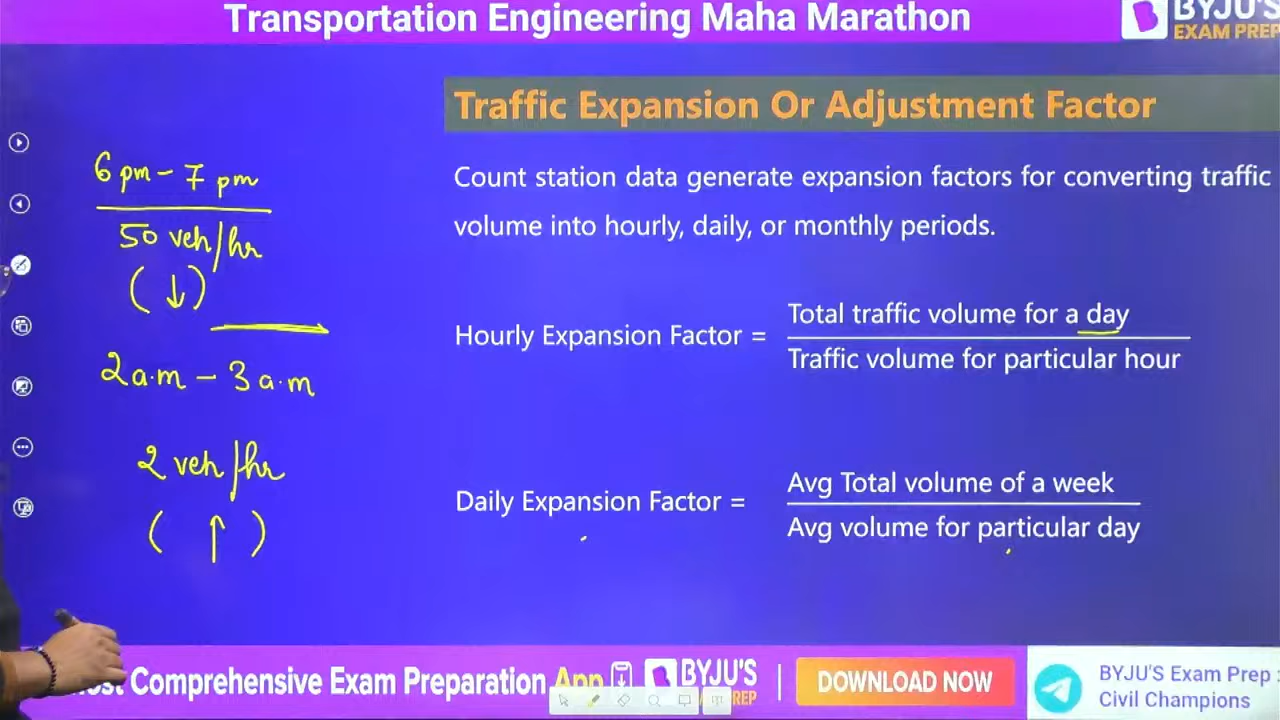 Transportation Engineering Maha Marathon
BYJU'S
EXAM PREP
Traffic Expansion Or Adjustment Factor
6 pm - 7 pm
50 veh/hr
(↓)
2 a.m - 3 a.m
2 veh/hr
( ↑ )
Count station data generate expansion factors for converting traffic
volume into hourly, daily, or monthly periods.
Hourly Expansion Factor = Total traffic volume for a day
Traffic volume for particular hour
Daily Expansion Factor = Avg Total volume of a week
Avg volume for particular day
Comprehensive Exam Preparation App
BYJU'S
DOWNLOAD NOW
BYJU'S Exam Prep :
Civil Champions